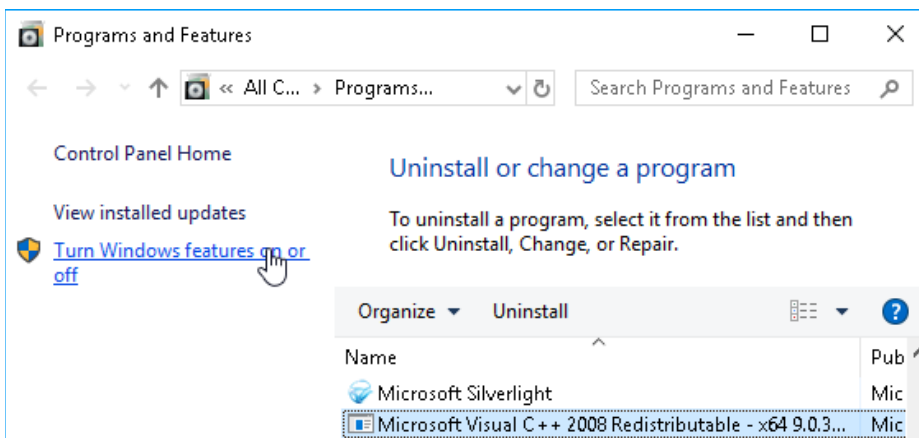 Programs and Features
« All C... > Programs...
Search Programs and Features
Control Panel Home
View installed updates
Turn Windows features on or
off
Uninstall or change a program
To uninstall a program, select it from the list and then
click Uninstall, Change, or Repair.
Organize
Uninstall
Name
Pub
Microsoft Silverlight
Mic
Microsoft Visual C++ 2008 Redistributable - x64 9.0.3...
Mic